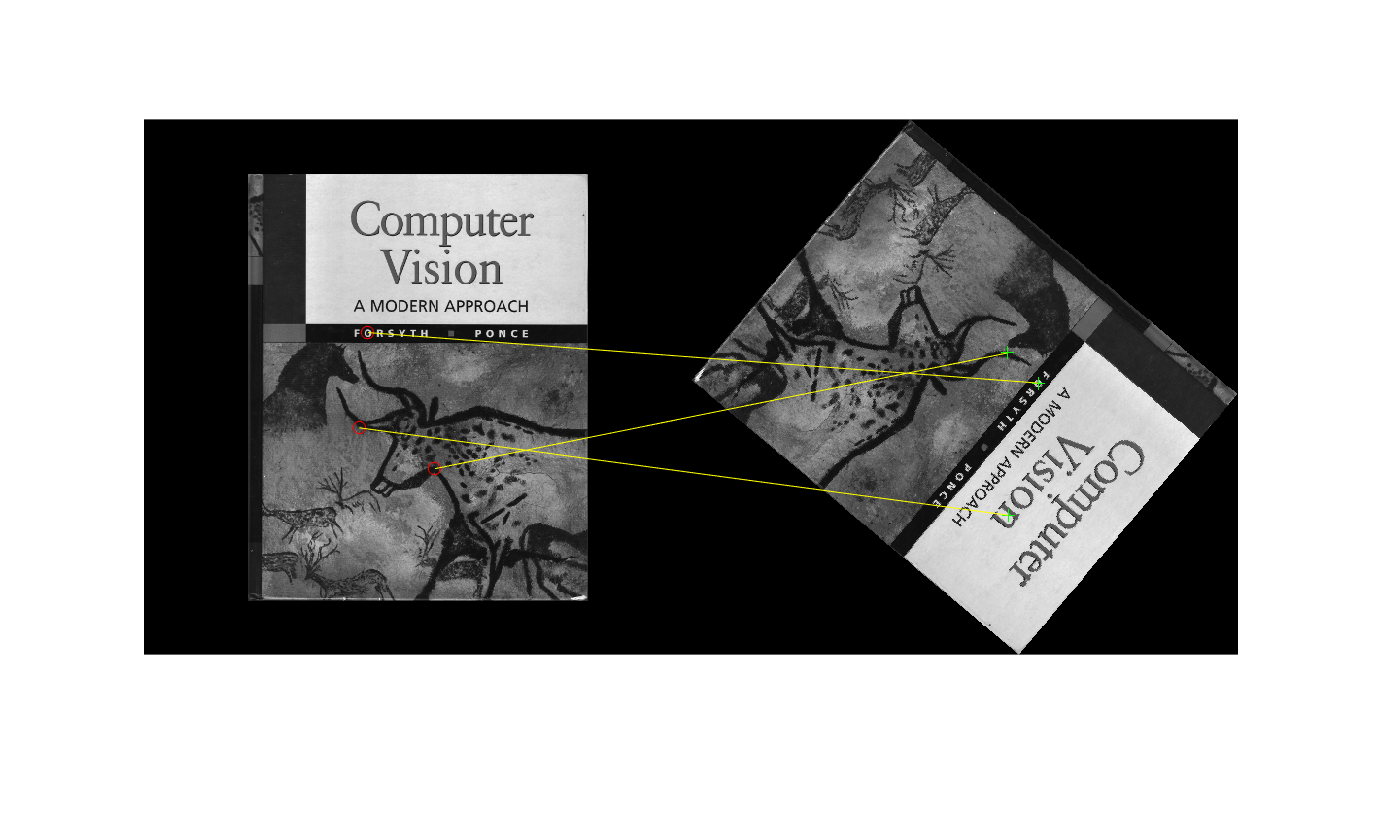 Computer
Vision
A MODERN APPROACH
FORSYTH ■ PONCE
Computer
Vision
A MODERN APPROACH
FORSYTH ■ PONCE